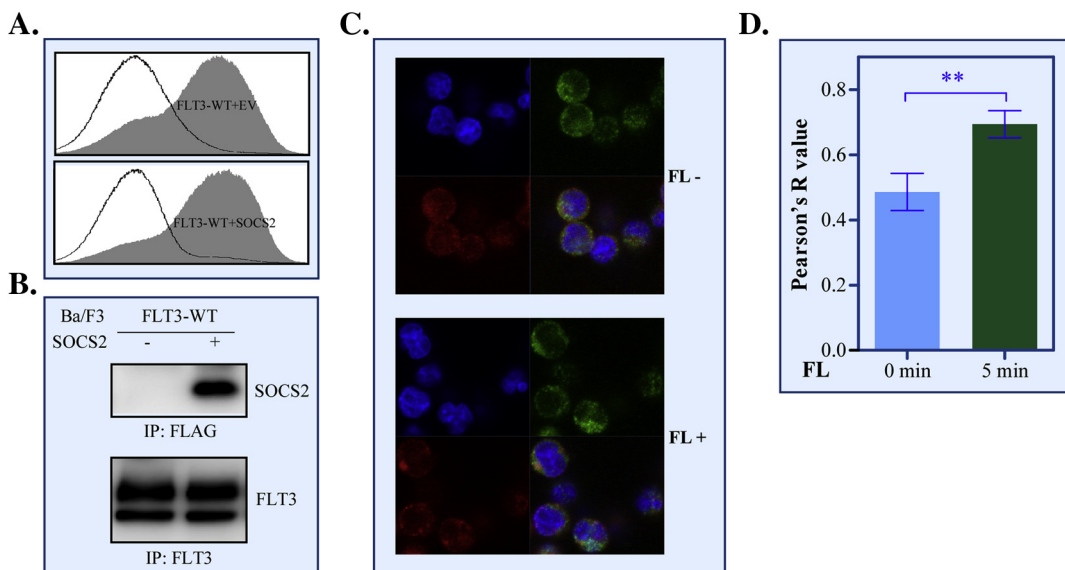 A.
FLT3-WT+EV
FLT3-WT+SOCS2
B.
Ba/F3 FLT3-WT
SOCS2 - +
SOCS2
IP: FLAG
FLT3
IP: FLT3
C.
FL -
FL +
D.
**
Pearson's R value
0.8
0.6
0.4
0.2
0.0
FL 0 min 5 min